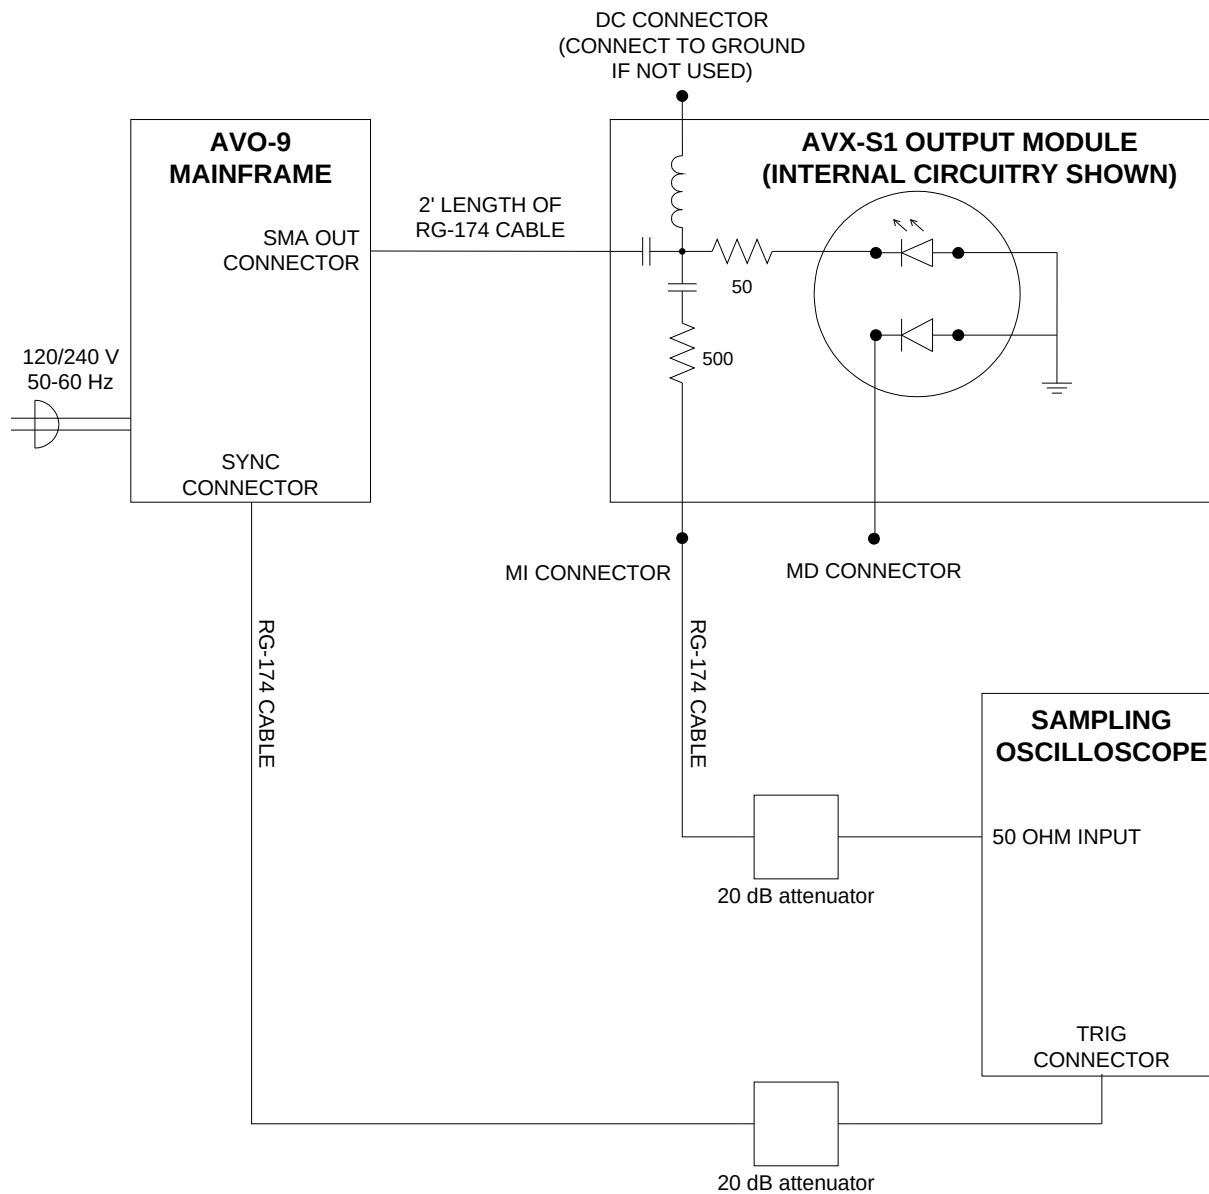 DC CONNECTOR
(CONNECT TO GROUND
IF NOT USED)
AVO-9
MAINFRAME
AVX-S1 OUTPUT MODULE
(INTERNAL CIRCUITRY SHOWN)
2' LENGTH OF
RG-174 CABLE
SMA OUT
CONNECTOR
50
120/240 V
50-60 Hz
500
SYNC
CONNECTOR
MI CONNECTOR
MD CONNECTOR
RG-174 CABLE
RG-174 CABLE
SAMPLING
OSCILLOSCOPE
50 OHM INPUT
20 dB attenuator
TRIG
CONNECTOR
20 dB attenuator